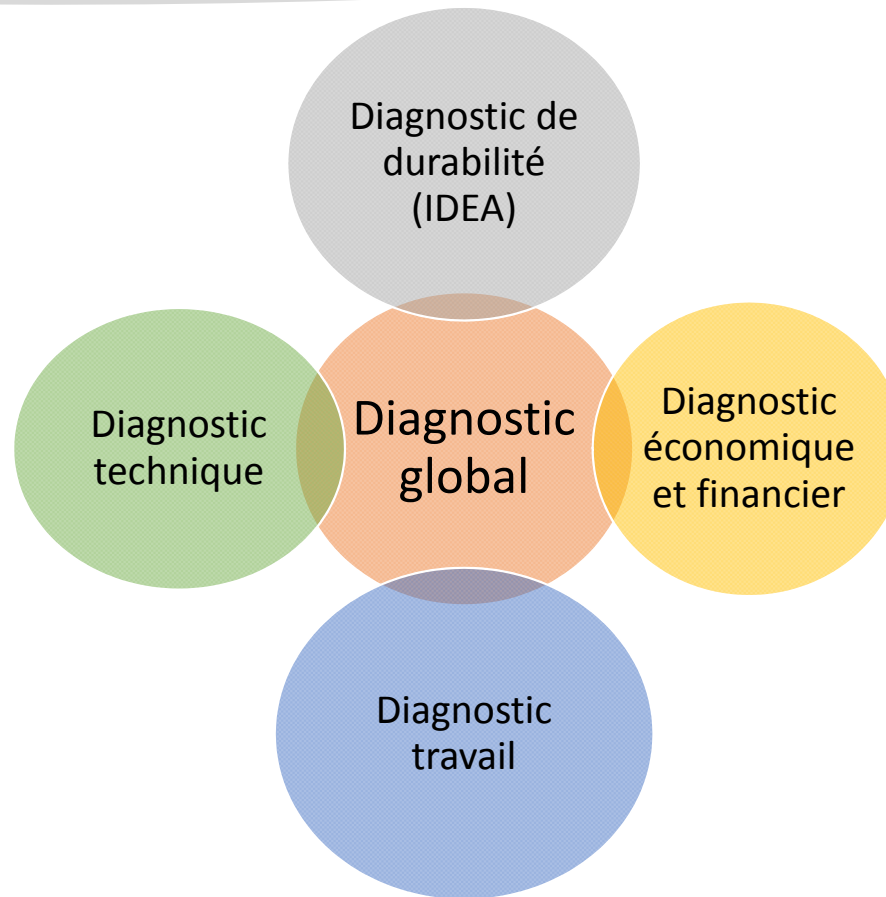 Diagnostic de
durabilité
(IDEA)
Diagnostic
technique
Diagnostic
global
Diagnostic
économique
et financier
Diagnostic
travail